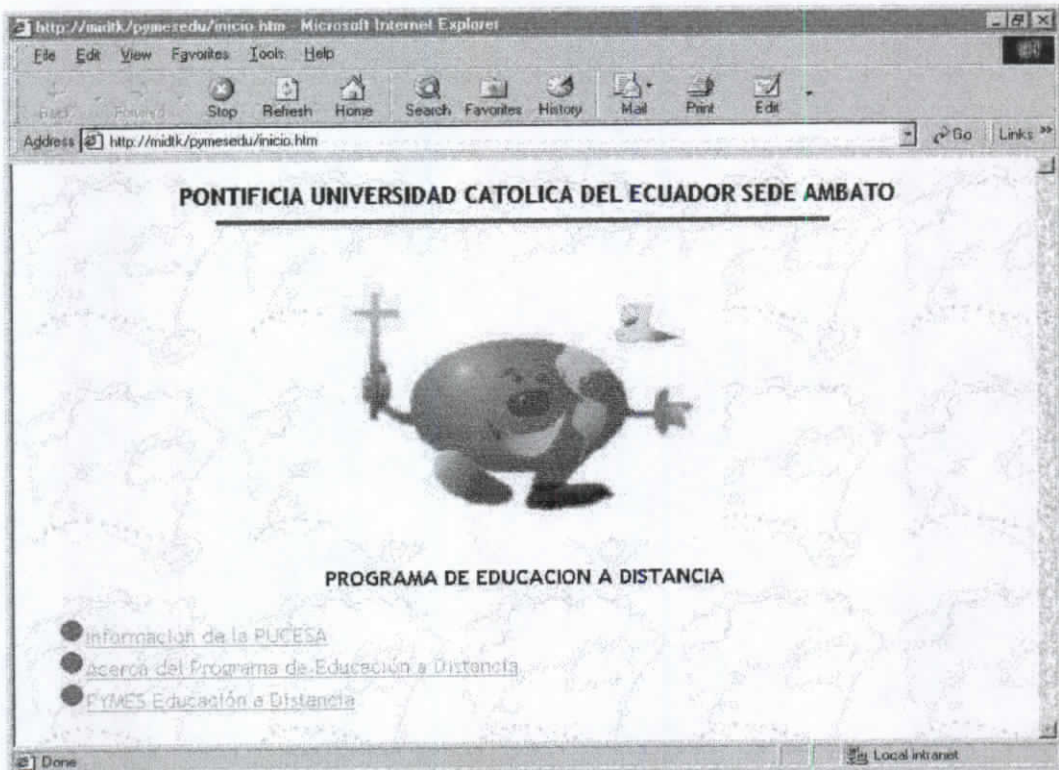 http://midtk/pymesedu/inicio.htm - Microsoft Internet Explorer
File Edit View Favorites Tools Help
Back Forward Stop Refresh Home Search Favorites History Mail Print Edit
Address http://midtk/pymesedu/inicio.htm Go Links »
PONTIFICIA UNIVERSIDAD CATOLICA DEL ECUADOR SEDE AMBATO
PROGRAMA DE EDUCACION A DISTANCIA
Información de la PUCESA
Acerca del Programa de Educación a Distancia
PYMES Educación a Distancia
Done Local intranet